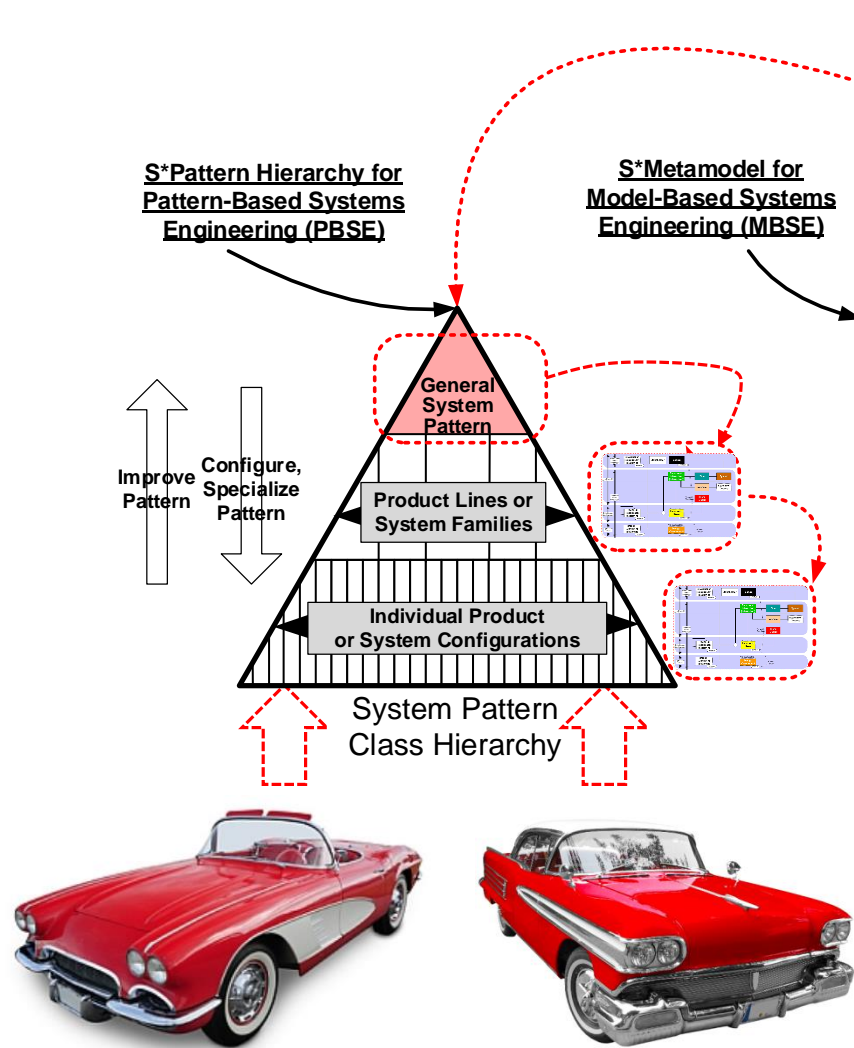 S*Pattern Hierarchy for
Pattern-Based Systems
Engineering (PBSE)
S*Metamodel for
Model-Based Systems
Engineering (MBSE)
General
System
Pattern
Improve
Pattern
Configure,
Specialize
Pattern
Product Lines or
System Families
Individual Product
or System Configurations
System Pattern
Class Hierarchy